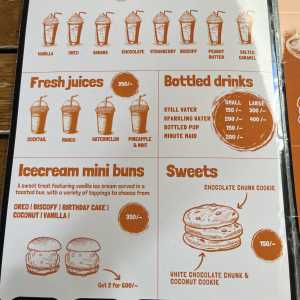 VANILLA OREO BANANA CHOCOLATE STRAWBERRY BISCOFF PEANUT BUTTER SALTED CARAMEL
Fresh juices
350/-
COCKTAIL MANGO WATERMELON PINEAPPLE & MINT
Bottled drinks
SMALL LARGE
STILL WATER 150/-
SPARKLING WATER 200/- 400/-
BOTTLED POP 150/-
MINUTE MAID 200/-
Icecream mini buns
A sweet treat featuring vanilla ice cream served in a
toasted bun, with a variety of toppings to choose from.
OREO | BISCOFF | BIRTHDAY CAKE |
COCONUT | VANILLA |
350/-
Get 2 for 600/-
Sweets
CHOCOLATE CHUNK COOKIE
150/-
WHITE CHOCOLATE CHUNK &
COCONUT COOKIE